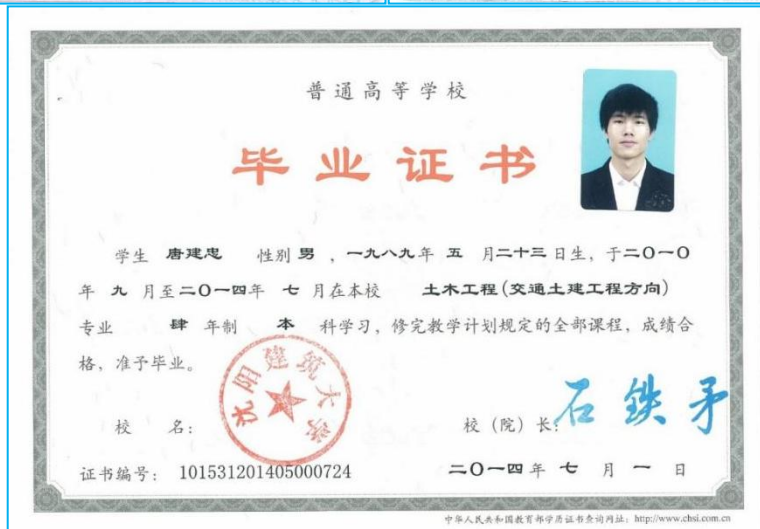 普通高等学校
毕业证书
学生 唐建忠 性别 男 ，一九八九年 五 月二十三日生，于二〇一〇
年 九 月至二〇一四年 七 月在本校 土木工程(交通土建工程方向)
专业 肆 年制 本 科学习，修完教学计划规定的全部课程，成绩合
格，准予毕业。
沈阳建筑大学
校 名： 校（院）长： 石铁矛
证书编号： 101531201405000724 二〇一四年 七 月 一 日
中华人民共和国教育部学历证书查询网址：http://www.chsi.com.cn